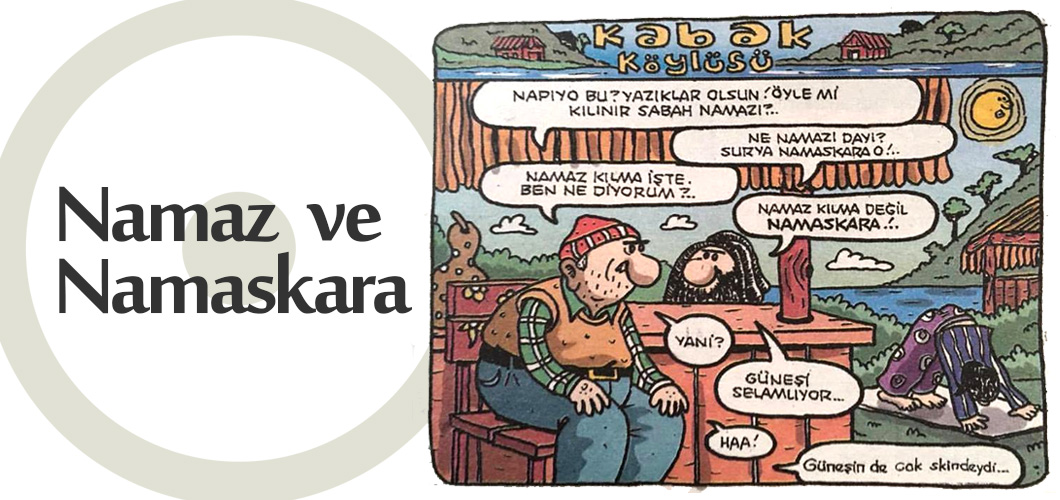 Namaz ve
Namaskara
Kabak
Köylüsü
NAPIYO BU? YAZIKLAR OLSUN! ÖYLE Mİ
KILINIR SABAH NAMAZI?..
NE NAMAZI DAYI?
SURYA NAMASKARA O!..
NAMAZ KILMA İŞTE.
BEN NE DİYORUM?..
NAMAZ KILMA DEĞİL
NAMASKARA!..
YANİ?
GÜNEŞİ
SELAMLIYOR...
HAA!
Güneşin de çok skindeydi...